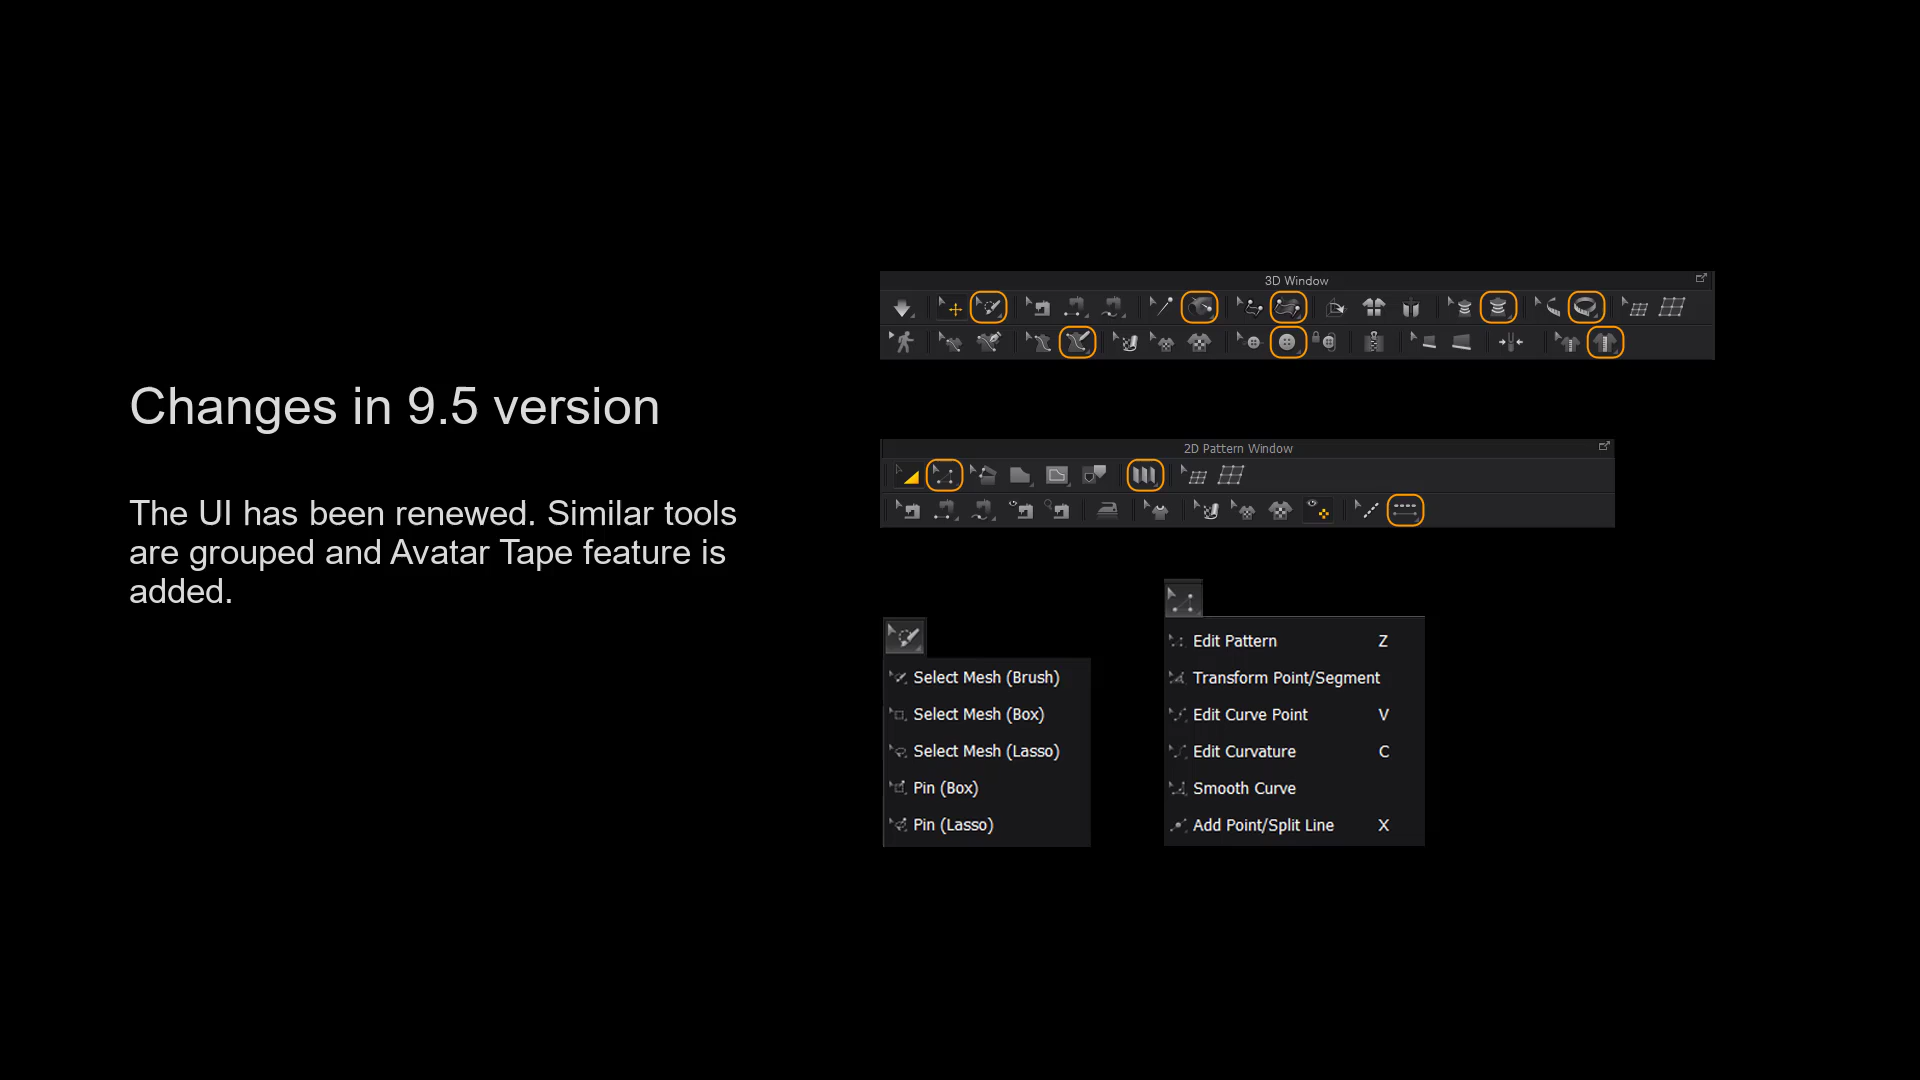 Changes in 9.5 version
The UI has been renewed. Similar tools
are grouped and Avatar Tape feature is
added.
3D Window
2D Pattern Window
Select Mesh (Brush)
Select Mesh (Box)
Select Mesh (Lasso)
Pin (Box)
Pin (Lasso)
Edit Pattern Z
Transform Point/Segment
Edit Curve Point V
Edit Curvature C
Smooth Curve
Add Point/Split Line X